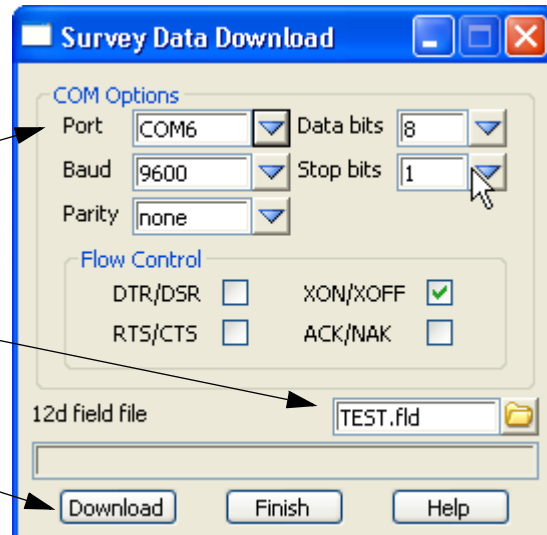 Survey Data Download
COM Options
Port COM6 Data bits 8
Baud 9600 Stop bits 1
Parity none
Flow Control
DTR/DSR XON/XOFF
RTS/CTS ACK/NAK
12d field file TEST.fld
Download Finish Help